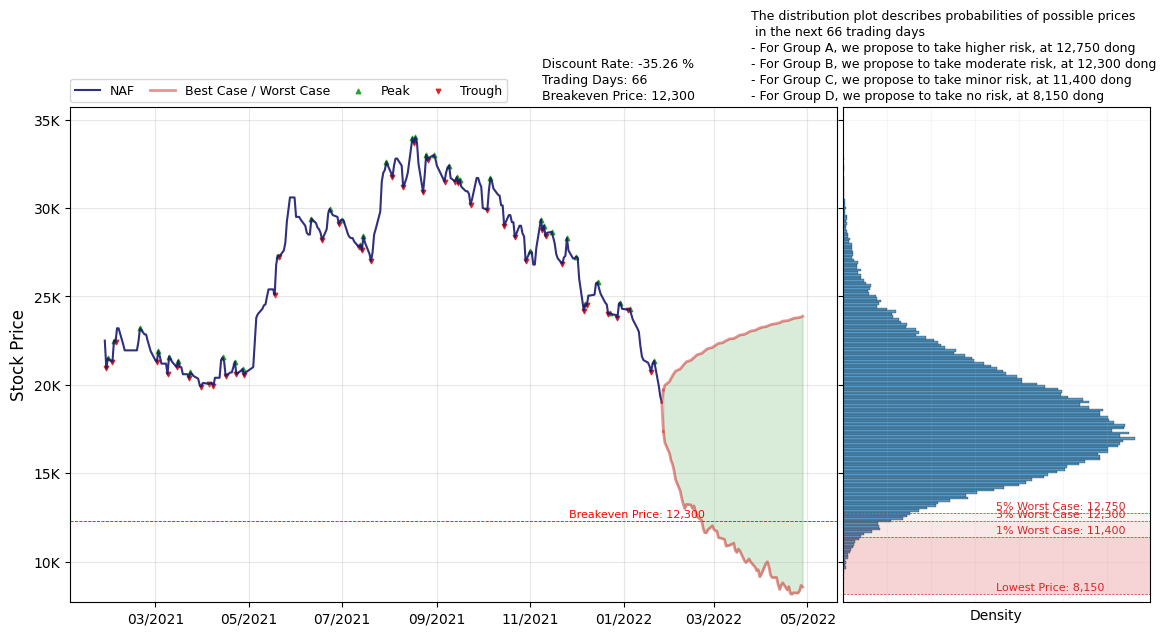 The distribution plot describes probabilities of possible prices
in the next 66 trading days
- For Group A, we propose to take higher risk, at 12,750 dong
- For Group B, we propose to take moderate risk, at 12,300 dong
- For Group C, we propose to take minor risk, at 11,400 dong
- For Group D, we propose to take no risk, at 8,150 dong
Discount Rate: -35.26 %
Trading Days: 66
Breakeven Price: 12,300
NAF Best Case / Worst Case Peak Trough
Stock Price
35K
30K
25K
20K
15K
10K
Breakeven Price: 12,300
5% Worst Case: 12,750
3% Worst Case: 12,300
1% Worst Case: 11,400
Lowest Price: 8,150
03/2021 05/2021 07/2021 09/2021 11/2021 01/2022 03/2022 05/2022
Density